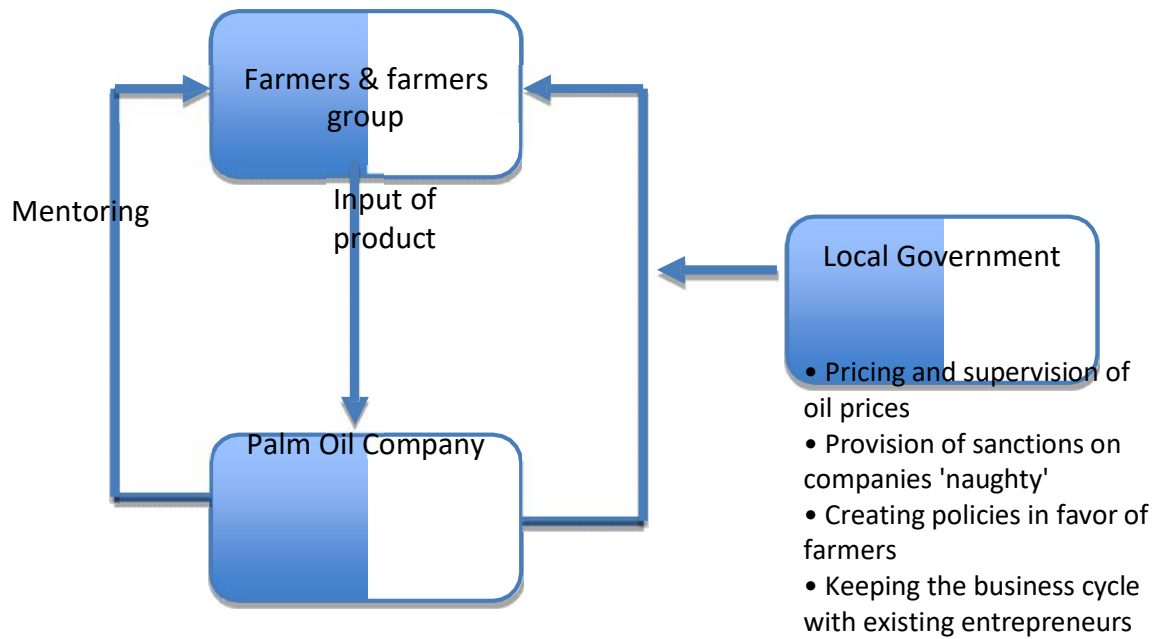 Farmers & farmers
group
Mentoring
Input of
product
Local Government
• Pricing and supervision of
oil prices
• Provision of sanctions on
companies 'naughty'
• Creating policies in favor of
farmers
• Keeping the business cycle
with existing entrepreneurs
Palm Oil Company